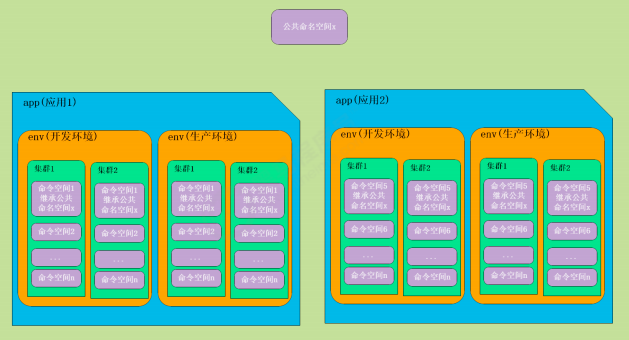 公共命名空间x
app(应用1)
env(开发环境)
集群1
命令空间1
继承公共
命名空间x
命令空间2
...
命令空间n
集群2
命令空间1
继承公共
命名空间x
命令空间2
...
命令空间n
env(生产环境)
集群1
命令空间1
继承公共
命名空间x
命令空间2
...
命令空间n
集群2
命令空间1
继承公共
命名空间x
命令空间2
...
命令空间n
app(应用2)
env(开发环境)
集群1
命令空间5
继承公共
命名空间x
命令空间6
...
命令空间n
集群2
命令空间5
继承公共
命名空间x
命令空间6
...
命令空间n
env(生产环境)
集群1
命令空间5
继承公共
命名空间x
命令空间6
...
命令空间n
集群2
命令空间5
继承公共
命名空间x
命令空间6
...
命令空间n